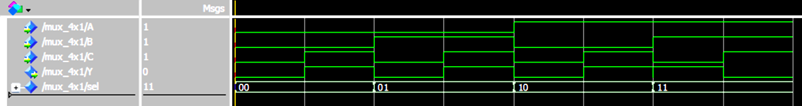 Msgs
/mux_4x1/A 1
/mux_4x1/B 1
/mux_4x1/C 1
/mux_4x1/Y 0
/mux_4x1/sel 11 00 01 10 11